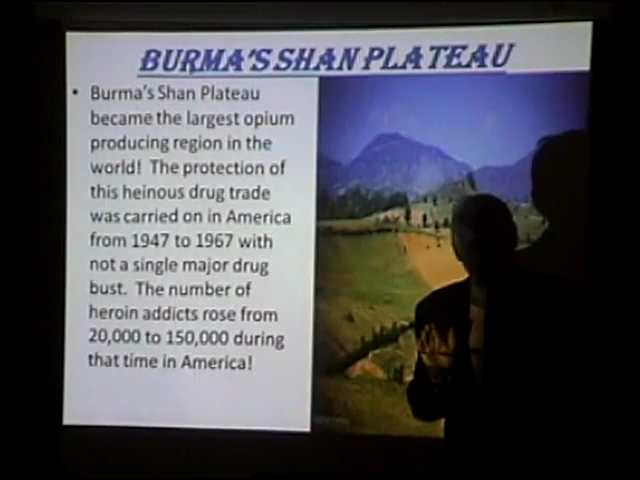 BURMA'S SHAN PLATEAU
• Burma's Shan Plateau
became the largest opium
producing region in the
world! The protection of
this heinous drug trade
was carried on in America
from 1947 to 1967 with
not a single major drug
bust. The number of
heroin addicts rose from
20,000 to 150,000 during
that time in America!